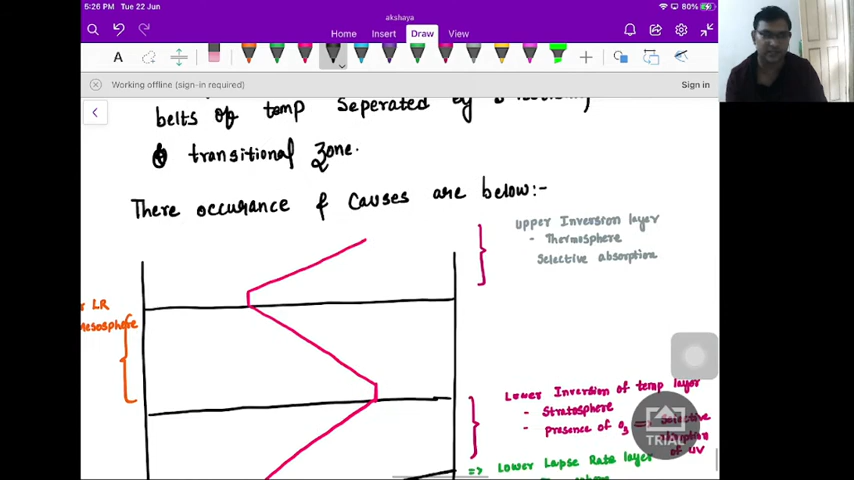 5:26 PM Tue 22 Jun
80%
akshaya
Home Insert Draw View
Working offline (sign-in required)
Sign in
belts of temp seperated by
transitional zone.
There occurance & Causes are below:-
Upper Inversion layer
- Thermosphere
Selective absorption
LR
Mesosphere
Lower Inversion of temp layer
- Stratosphere
- presence of O3 => Selective
absorption
of UV
TRIAL
=> Lower Lapse Rate layer